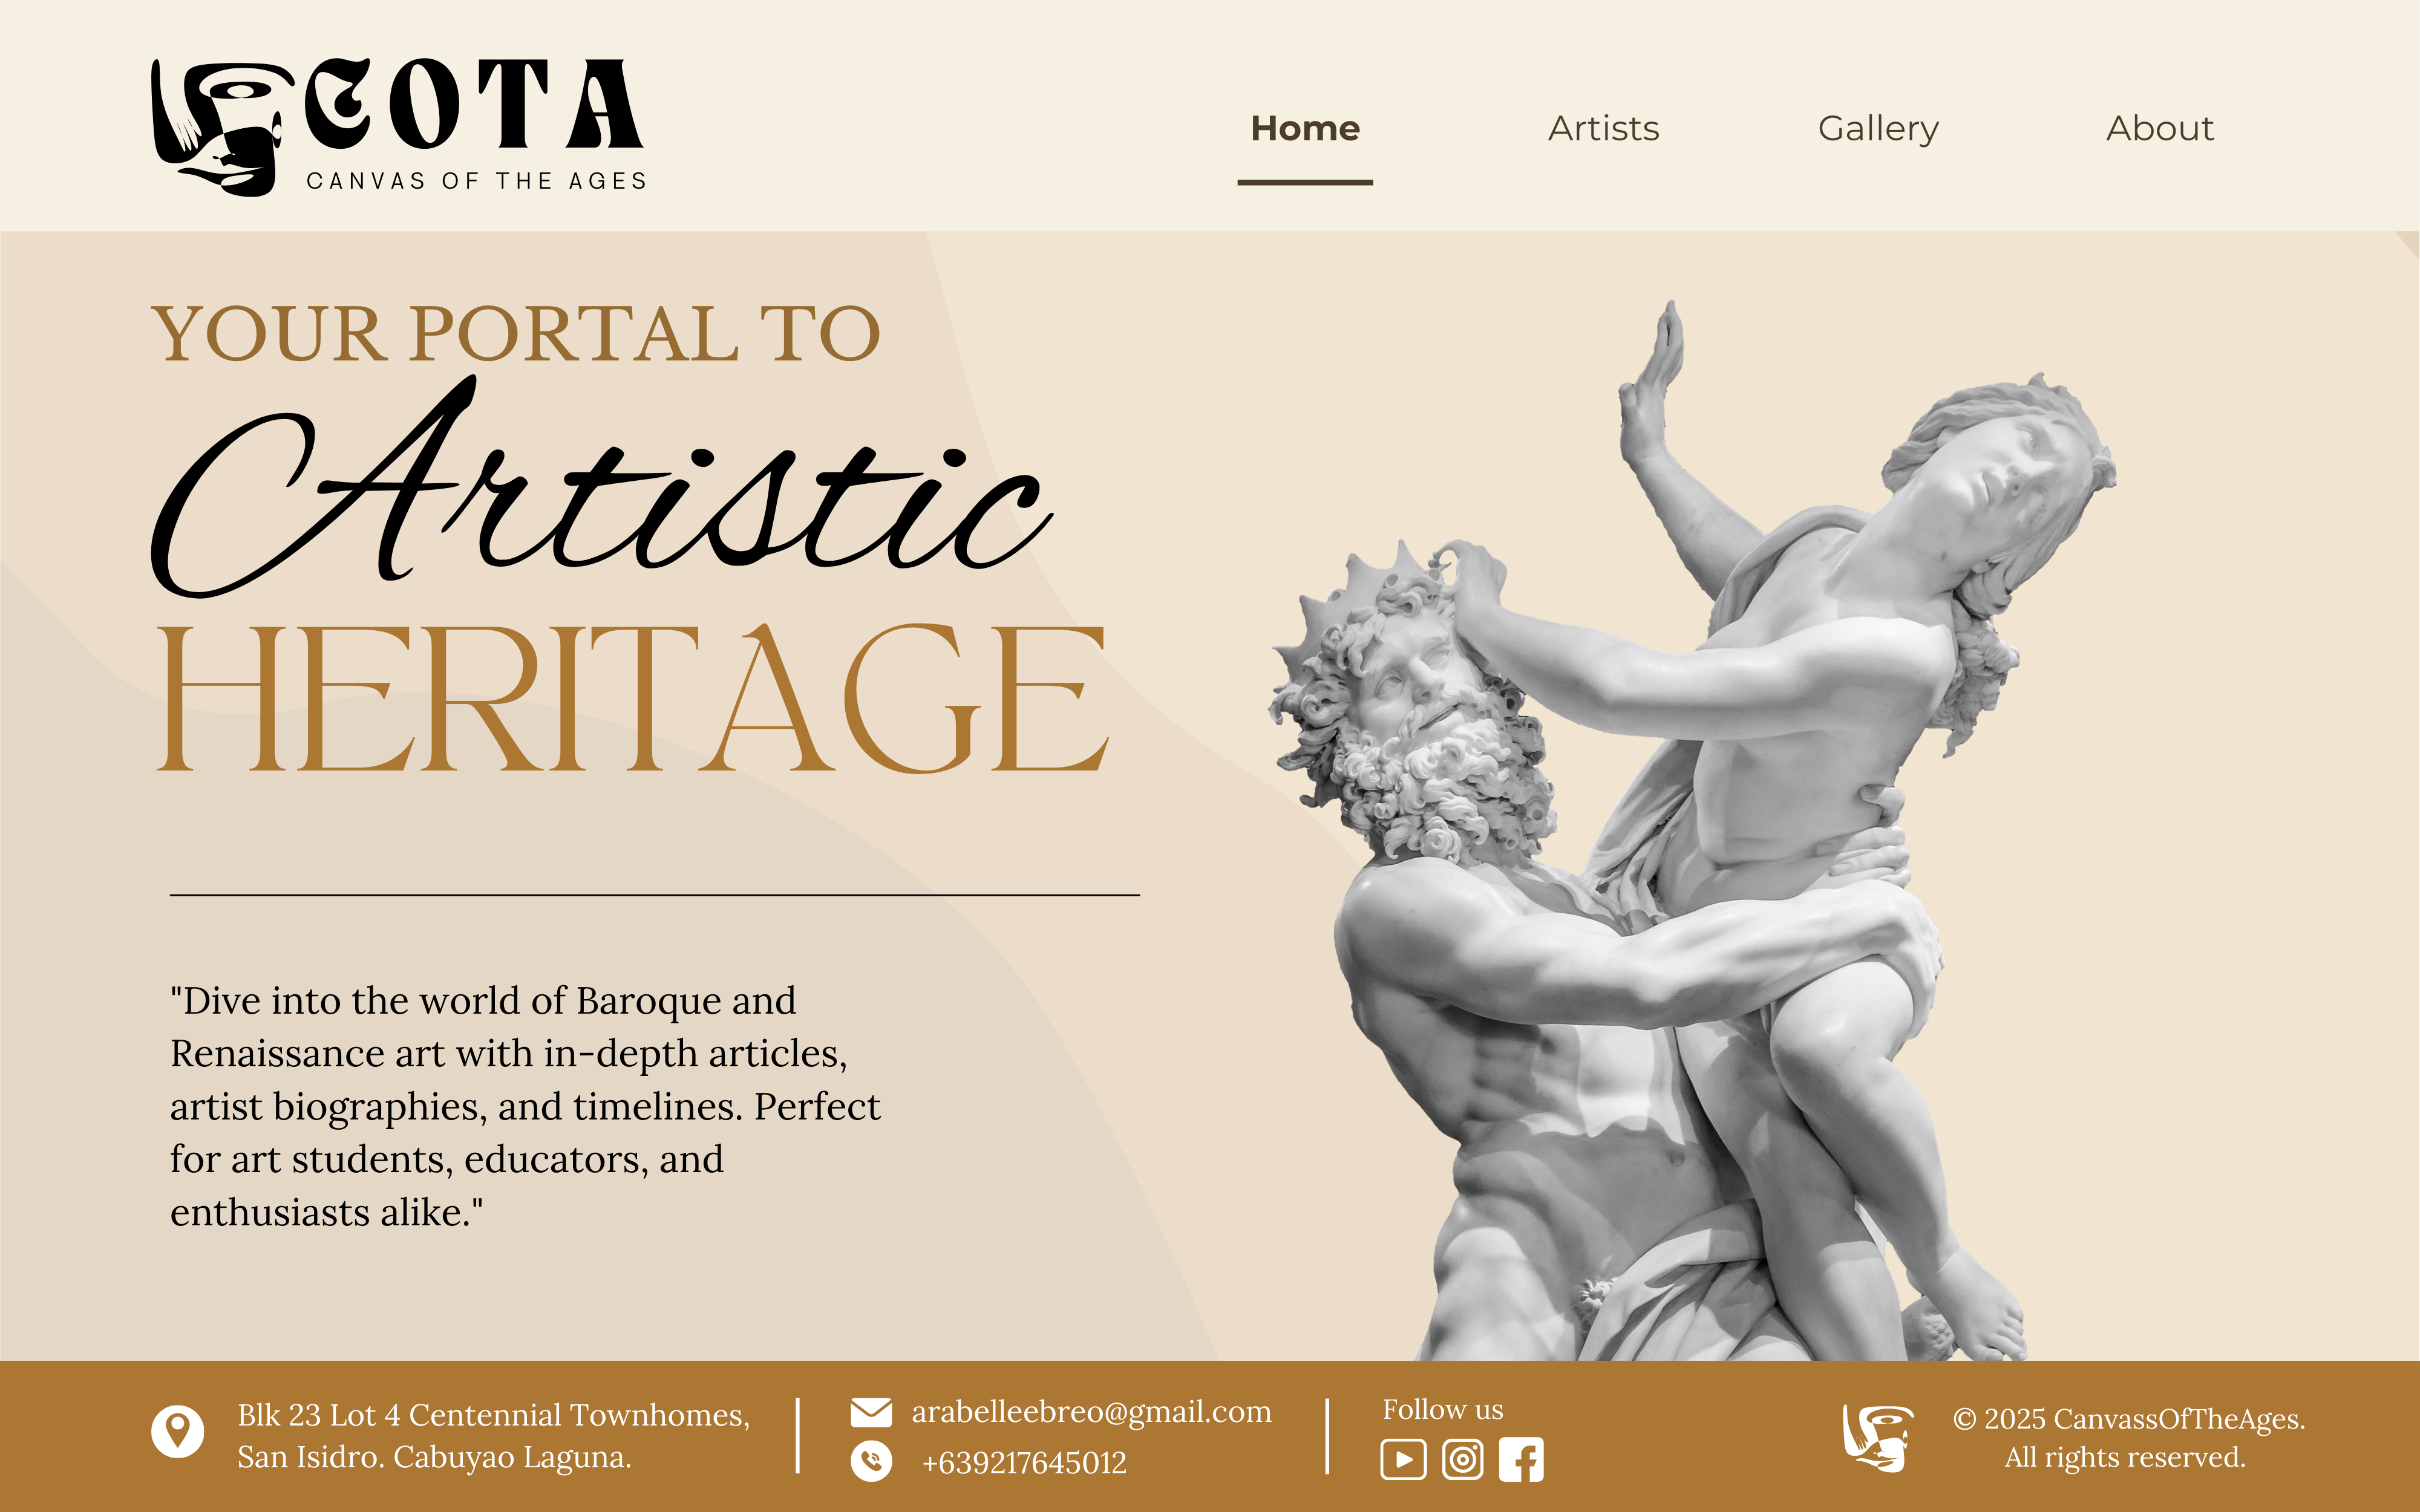 COTA
CANVAS OF THE AGES
Home
Artists
Gallery
About
YOUR PORTAL TO
Artistic
HERITAGE
"Dive into the world of Baroque and
Renaissance art with in-depth articles,
artist biographies, and timelines. Perfect
for art students, educators, and
enthusiasts alike."
Blk 23 Lot 4 Centennial Townhomes,
San Isidro. Cabuyao Laguna.
arabelleebreo@gmail.com
+639217645012
Follow us
© 2025 CanvassOfTheAges.
All rights reserved.